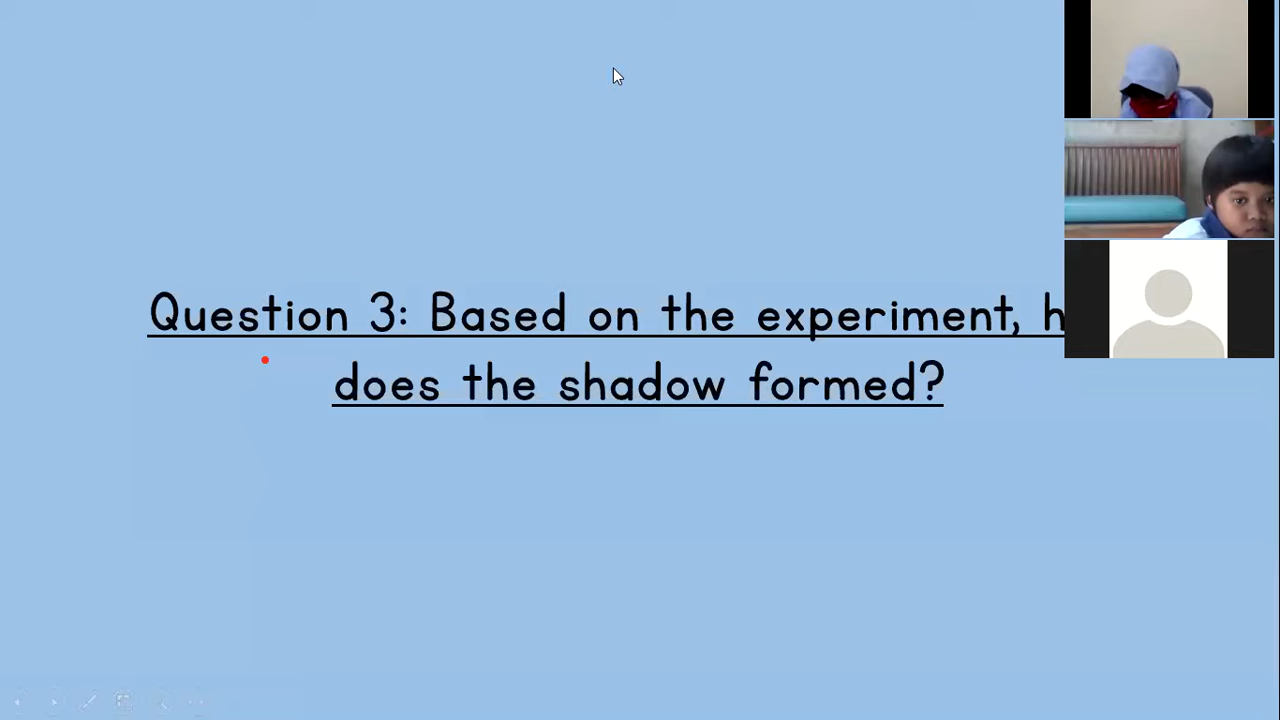 Question 3: Based on the experiment, h
does the shadow formed?